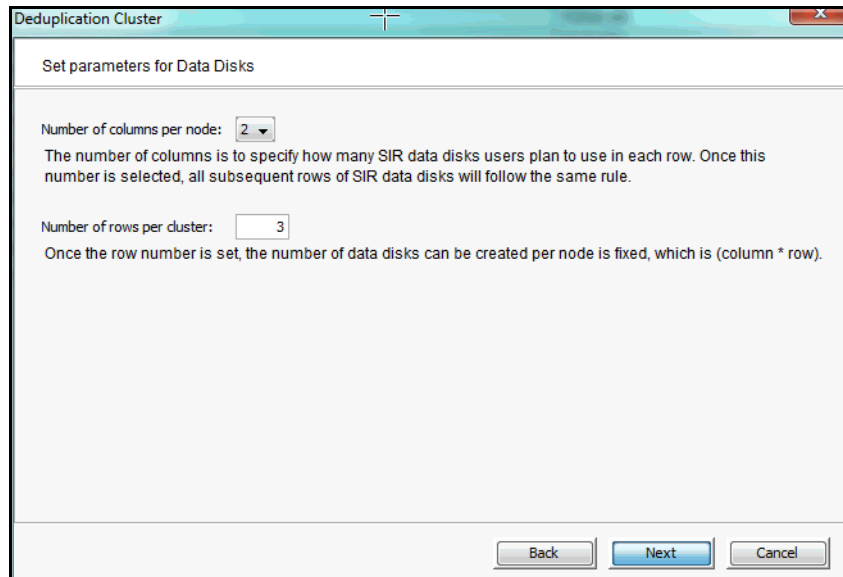 Deduplication Cluster
X
Set parameters for Data Disks
Number of columns per node: 2
The number of columns is to specify how many SIR data disks users plan to use in each row. Once this
number is selected, all subsequent rows of SIR data disks will follow the same rule.
Number of rows per cluster: 3
Once the row number is set, the number of data disks can be created per node is fixed, which is (column * row).
Back Next Cancel